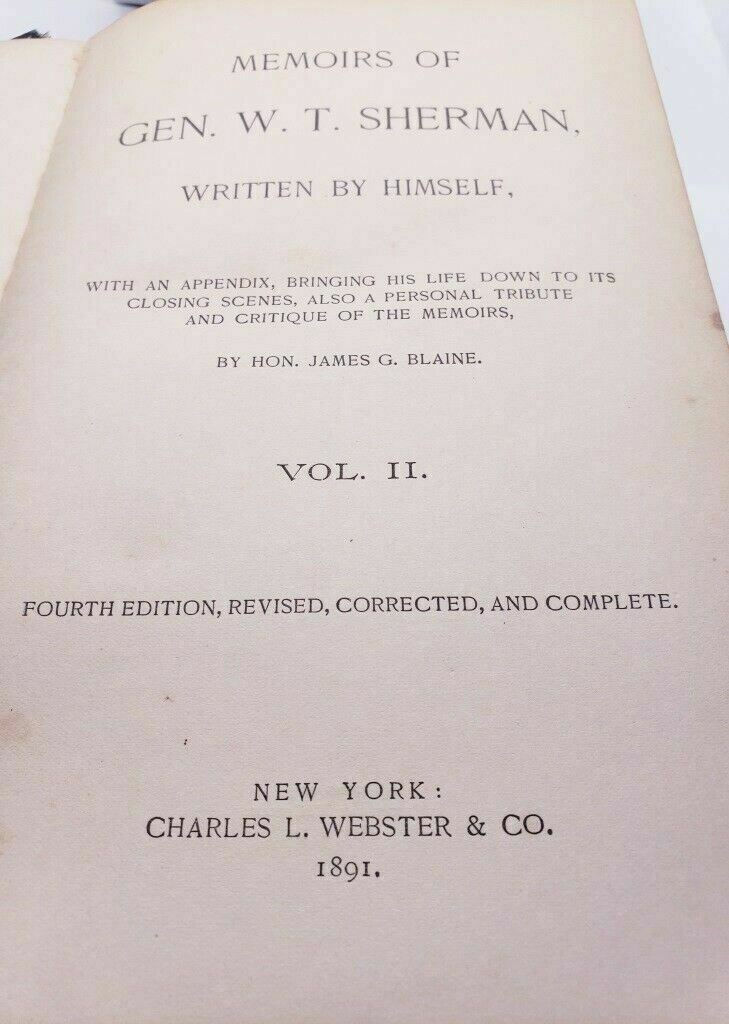 MEMOIRS OF
GEN. W. T. SHERMAN,
WRITTEN BY HIMSELF,
WITH AN APPENDIX, BRINGING HIS LIFE DOWN TO ITS
CLOSING SCENES, ALSO A PERSONAL TRIBUTE
AND CRITIQUE OF THE MEMOIRS,
BY HON. JAMES G. BLAINE.
VOL. II.
FOURTH EDITION, REVISED, CORRECTED, AND COMPLETE.
NEW YORK:
CHARLES L. WEBSTER & CO.
1891.